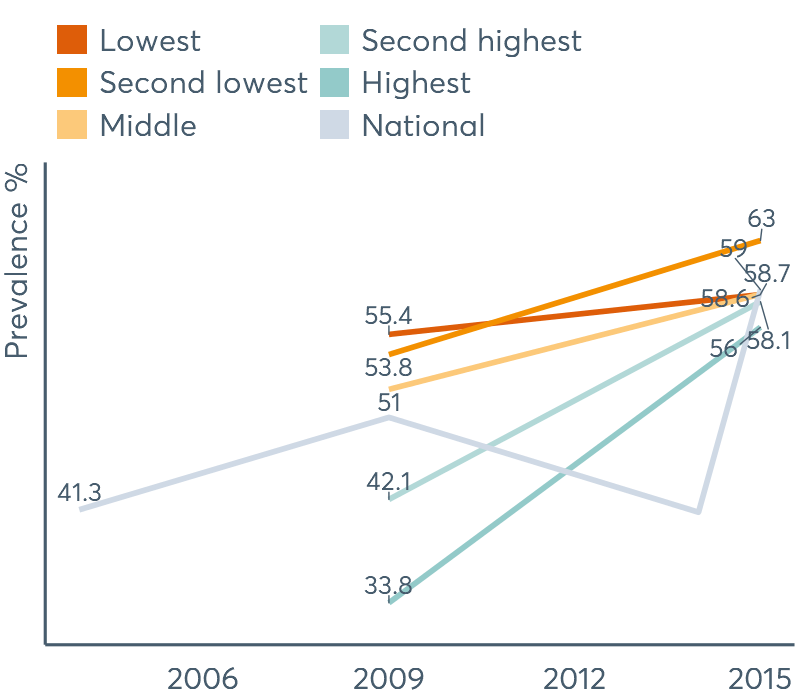 Lowest
Second highest
Second lowest
Highest
Middle
National
Prevalence %
63
59
58.7
58.6
55.4
58.1
56
53.8
51
42.1
41.3
33.8
2006
2009
2012
2015